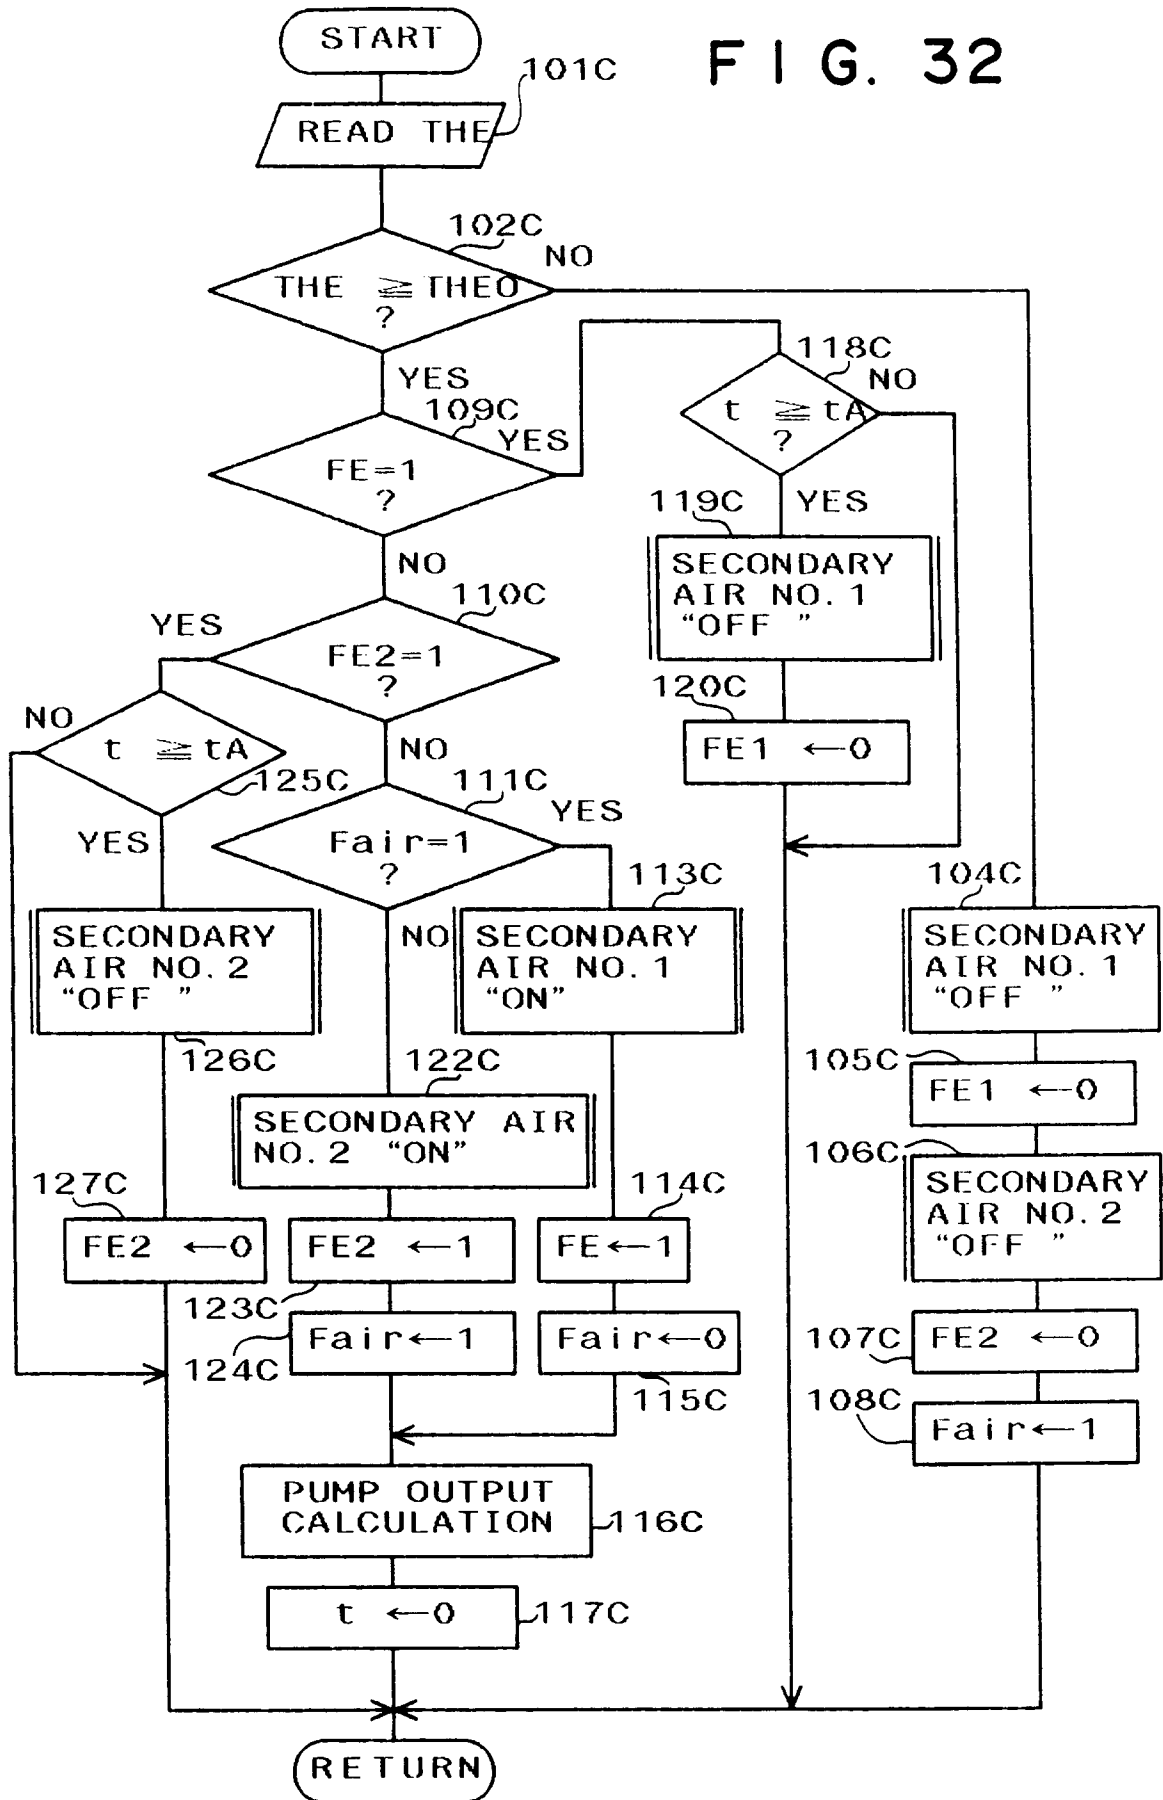 START
FIG. 32
101C
READ THE
102C
NO
THE ≧ THEO
?
YES
118C
NO
109C
YES
t ≧ tA
?
FE=1
?
YES
119C
NO
SECONDARY
AIR NO. 1
“OFF ”
110C
YES
FE2=1
?
120C
NO
NO
FE1 ←0
t ≧ tA
125C
111C
YES
YES
Fair=1
?
113C
104C
NO
SECONDARY
AIR NO. 2
“OFF ”
SECONDARY
AIR NO. 1
“ON”
SECONDARY
AIR NO. 1
“OFF ”
126C
122C
105C
FE1 ←0
SECONDARY AIR
NO. 2 “ON”
106C
127C
114C
SECONDARY
AIR NO. 2
“OFF ”
FE2 ←0
FE2 ←1
FE←1
123C
Fair←1
Fair←0
107C
FE2 ←0
124C
115C
108C
Fair←1
PUMP OUTPUT
CALCULATION
116C
t ←0
117C
RETURN